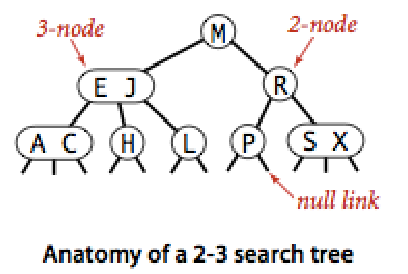 3-node
2-node
M
E J
R
A C
H
L
P
S X
null link
Anatomy of a 2-3 search tree